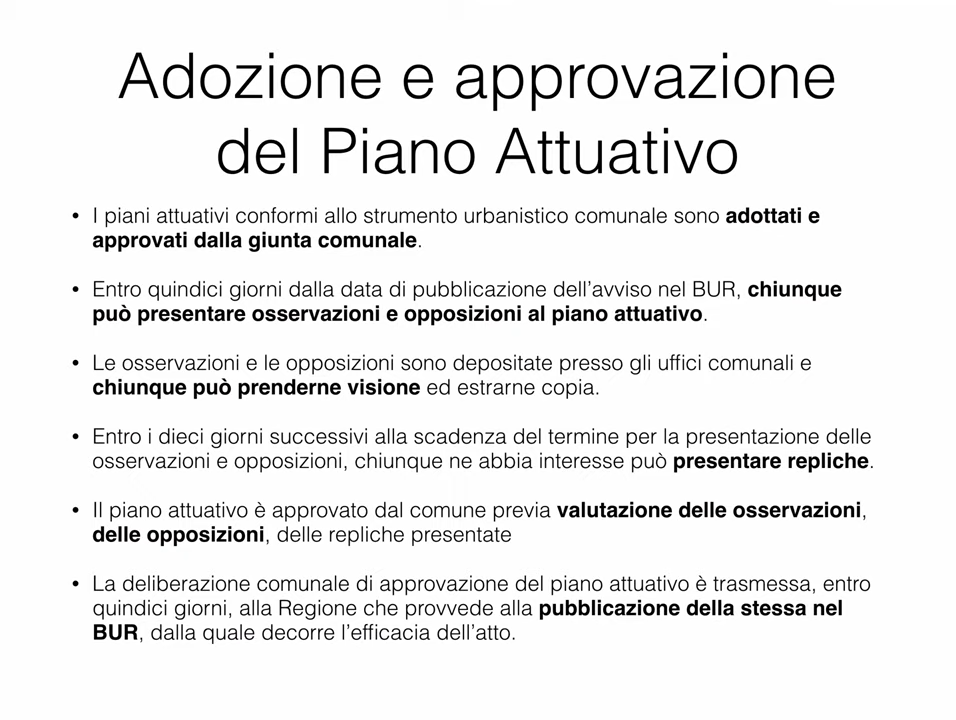 Adozione e approvazione
del Piano Attuativo
• I piani attuativi conformi allo strumento urbanistico comunale sono adottati e
approvati dalla giunta comunale.
• Entro quindici giorni dalla data di pubblicazione dell’avviso nel BUR, chiunque
può presentare osservazioni e opposizioni al piano attuativo.
• Le osservazioni e le opposizioni sono depositate presso gli uffici comunali e
chiunque può prenderne visione ed estrarne copia.
• Entro i dieci giorni successivi alla scadenza del termine per la presentazione delle
osservazioni e opposizioni, chiunque ne abbia interesse può presentare repliche.
• Il piano attuativo è approvato dal comune previa valutazione delle osservazioni,
delle opposizioni, delle repliche presentate
• La deliberazione comunale di approvazione del piano attuativo è trasmessa, entro
quindici giorni, alla Regione che provvede alla pubblicazione della stessa nel
BUR, dalla quale decorre l’efficacia dell’atto.